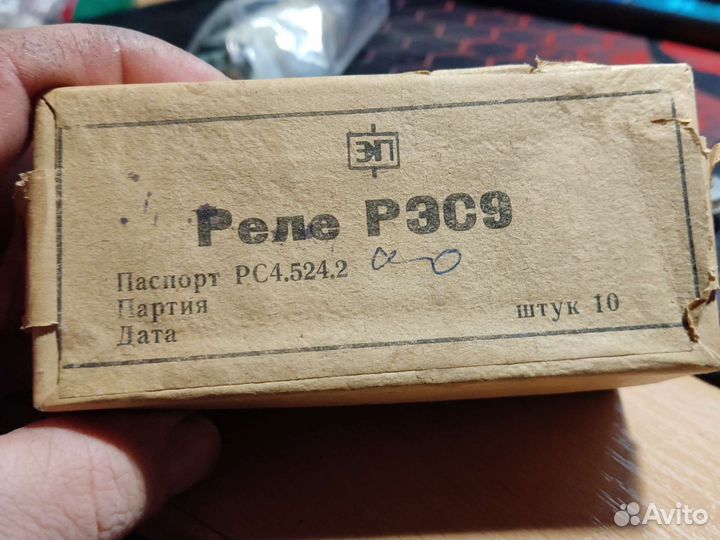 ЭП
Реле РЭС9
Паспорт РС4.524.2
Партия
штук 10
Дата
Avito